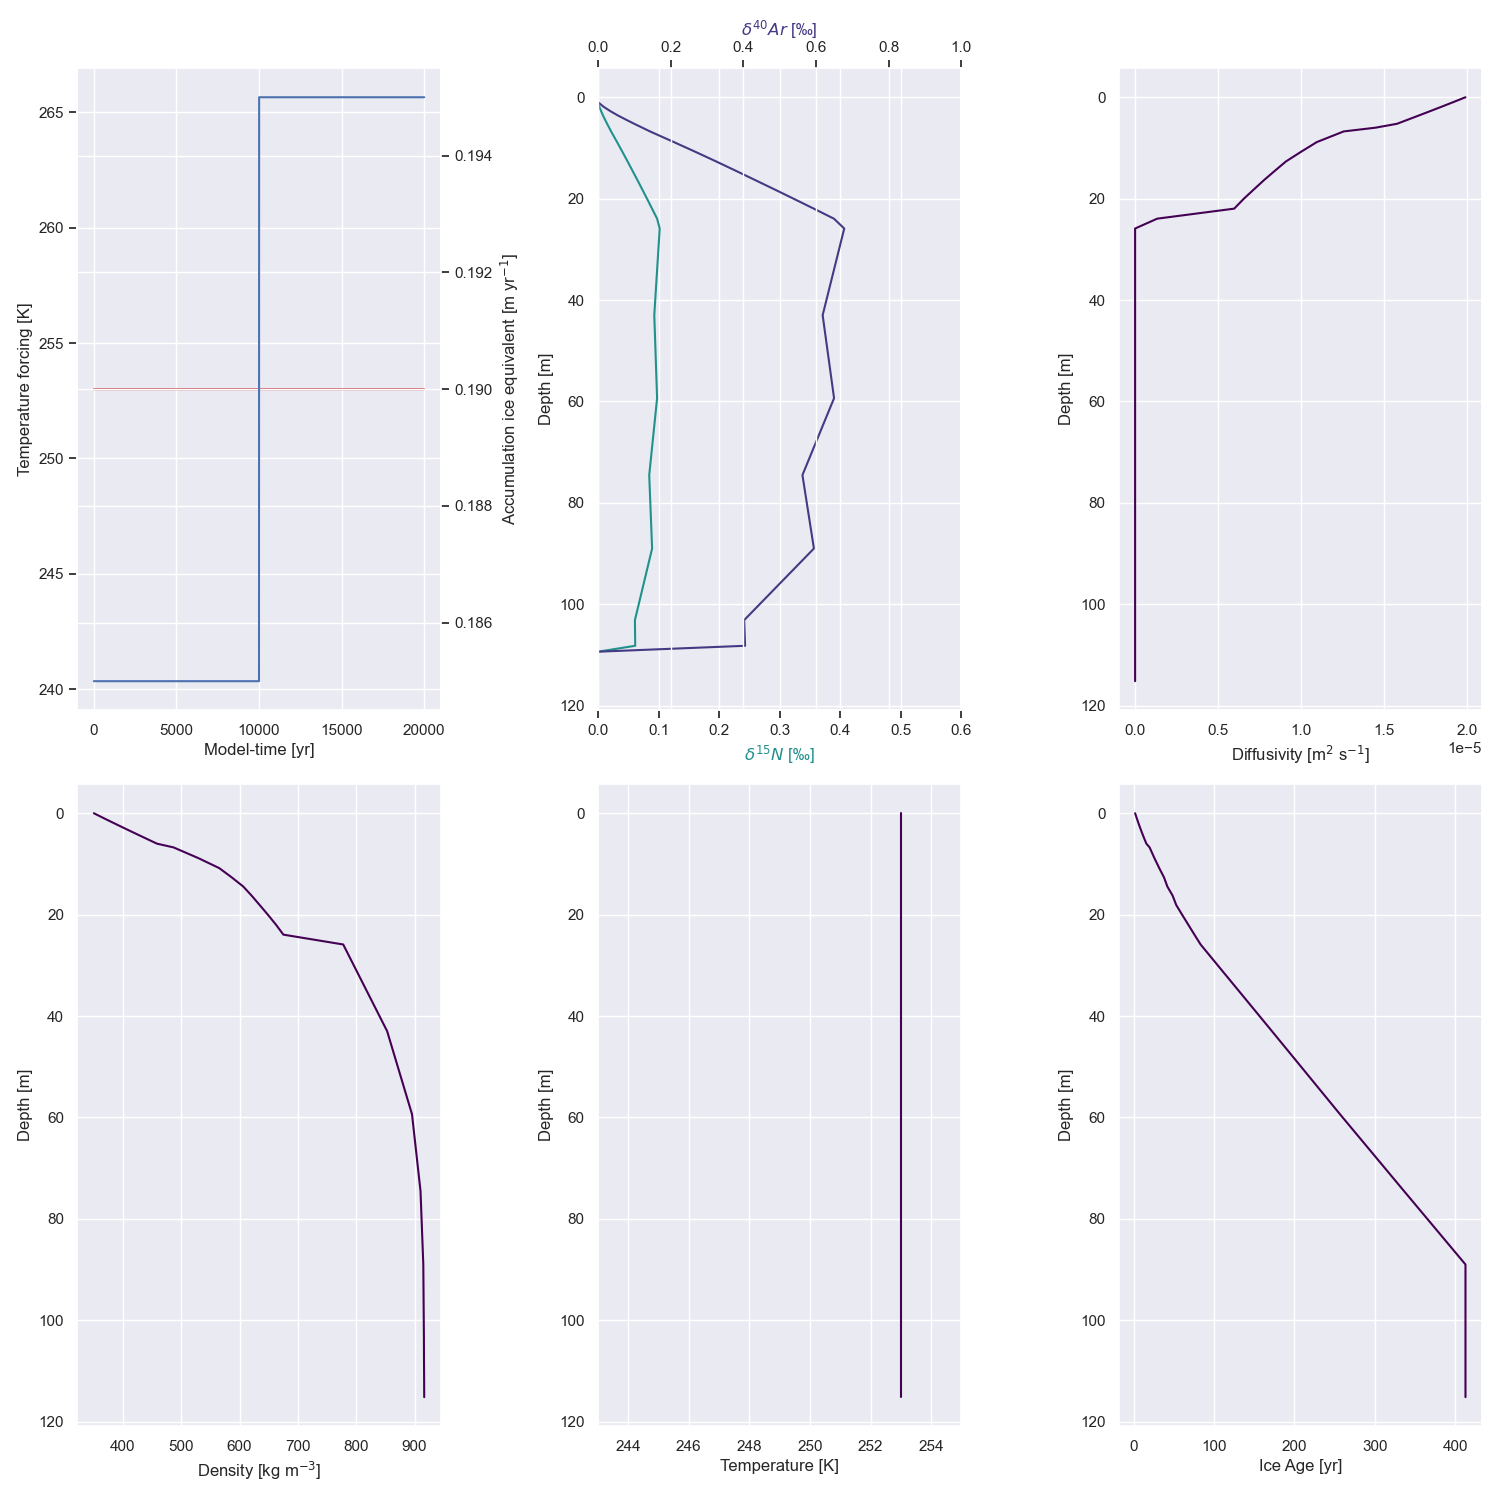 265
260
255
250
245
240
Temperature forcing [K]
0 5000 10000 15000 20000
Model-time [yr]
0.194
0.192
0.190
0.188
0.186
Accumulation ice equivalent [m yr⁻¹]
δ⁴⁰Ar [‰]
0.0 0.2 0.4 0.6 0.8 1.0
0
20
40
60
80
100
120
Depth [m]
0.0 0.1 0.2 0.3 0.4 0.5 0.6
δ¹⁵N [‰]
0
20
40
60
80
100
120
Depth [m]
0.0 0.5 1.0 1.5 2.0
1e−5
Diffusivity [m² s⁻¹]
0
20
40
60
80
100
120
Depth [m]
400 500 600 700 800 900
Density [kg m⁻³]
0
20
40
60
80
100
120
Depth [m]
244 246 248 250 252 254
Temperature [K]
0
20
40
60
80
100
120
Depth [m]
0 100 200 300 400
Ice Age [yr]